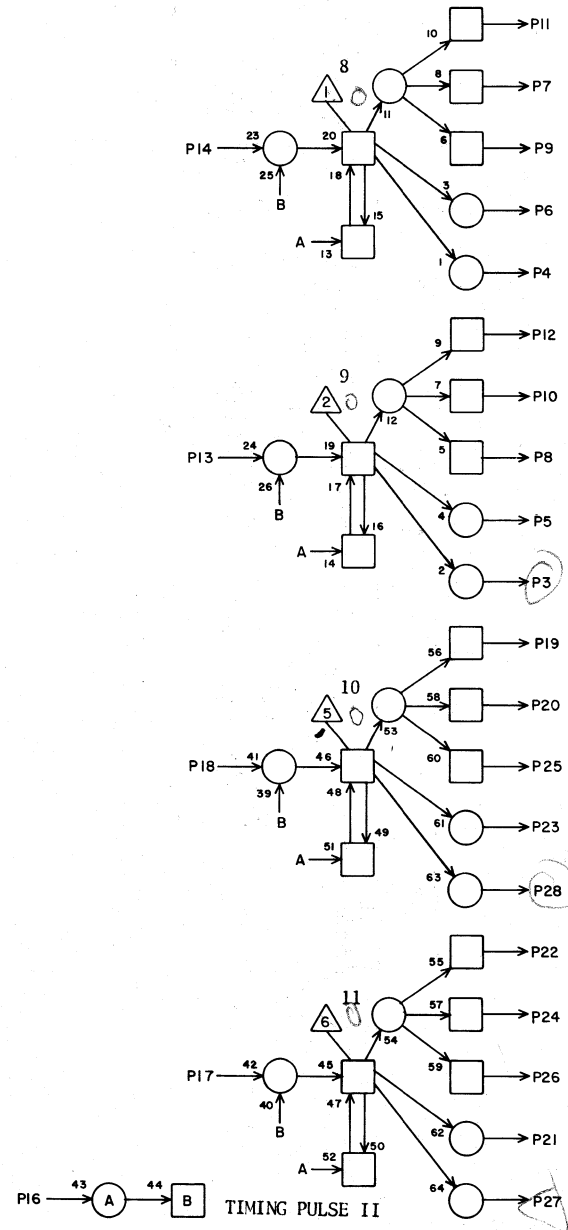 10 P11
8
1 8 P7
11
P14 23 20 6 P9
25 18
B 15 3 P6
A 13
1 P4
9 P12
9
2 7 P10
12
P13 24 19 5 P8
26 17
B 16 4 P5
A 14
2 P3
56 P19
10
5 58 P20
53
P18 41 46 60 P25
39 48
B 49 61 P23
A 51
63 P28
55 P22
11
6 57 P24
54
P17 42 45 59 P26
40 47
B 50 62 P21
A 52
64 P27
P16 43 A 44 B TIMING PULSE II